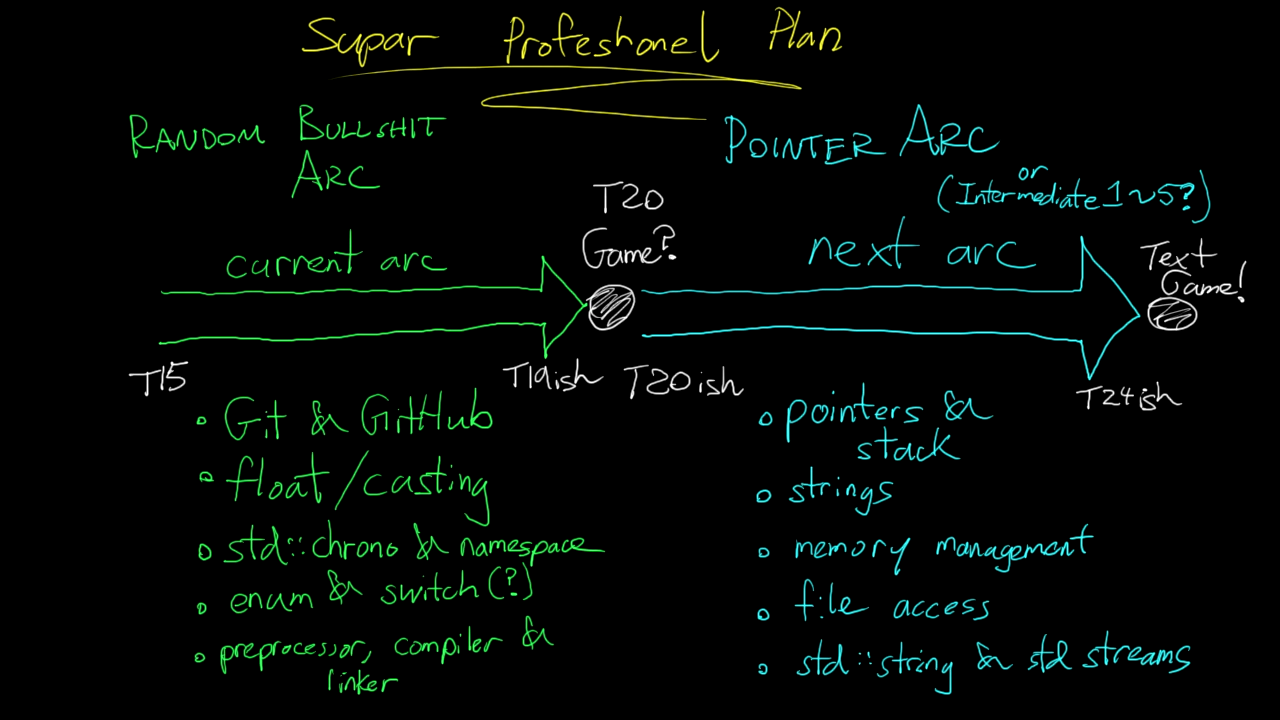 Supar Profeshonel Plan
RANDOM BULLSHIT
ARC
current arc
T15
T19ish
• Git & GitHub
• float/casting
• std::chrono & namespace
• enum & switch(?)
• preprocessor, compiler &
linker
T20
Game?
POINTER ARC
or
(Intermediate 1~5?)
next arc
Text
Game!
T20ish
T24ish
• pointers &
stack
• strings
• memory management
• file access
• std::string & std streams